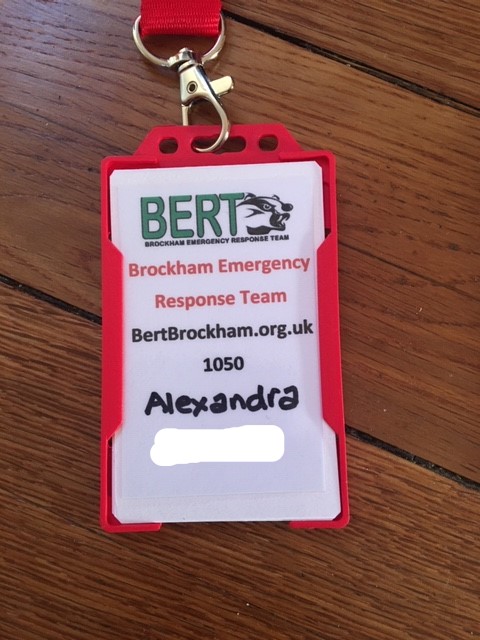 BERT
BROCKHAM EMERGENCY RESPONSE TEAM
Brockham Emergency
Response Team
BertBrockham.org.uk
1050
Alexandra